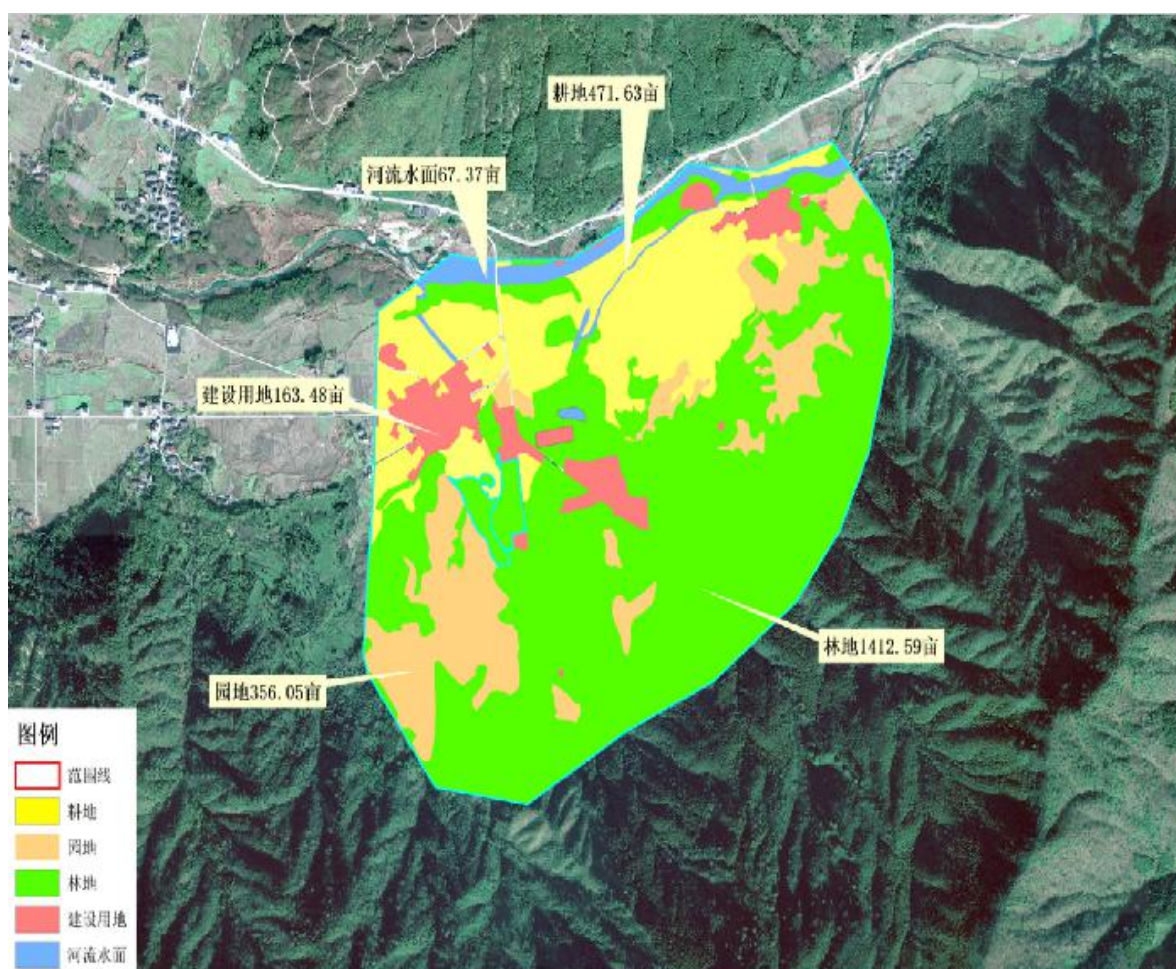 耕地471.63亩
河流水面67.37亩
建设用地163.48亩
林地1412.59亩
园地356.05亩
图例
范围线
耕地
园地
林地
建设用地
河流水面